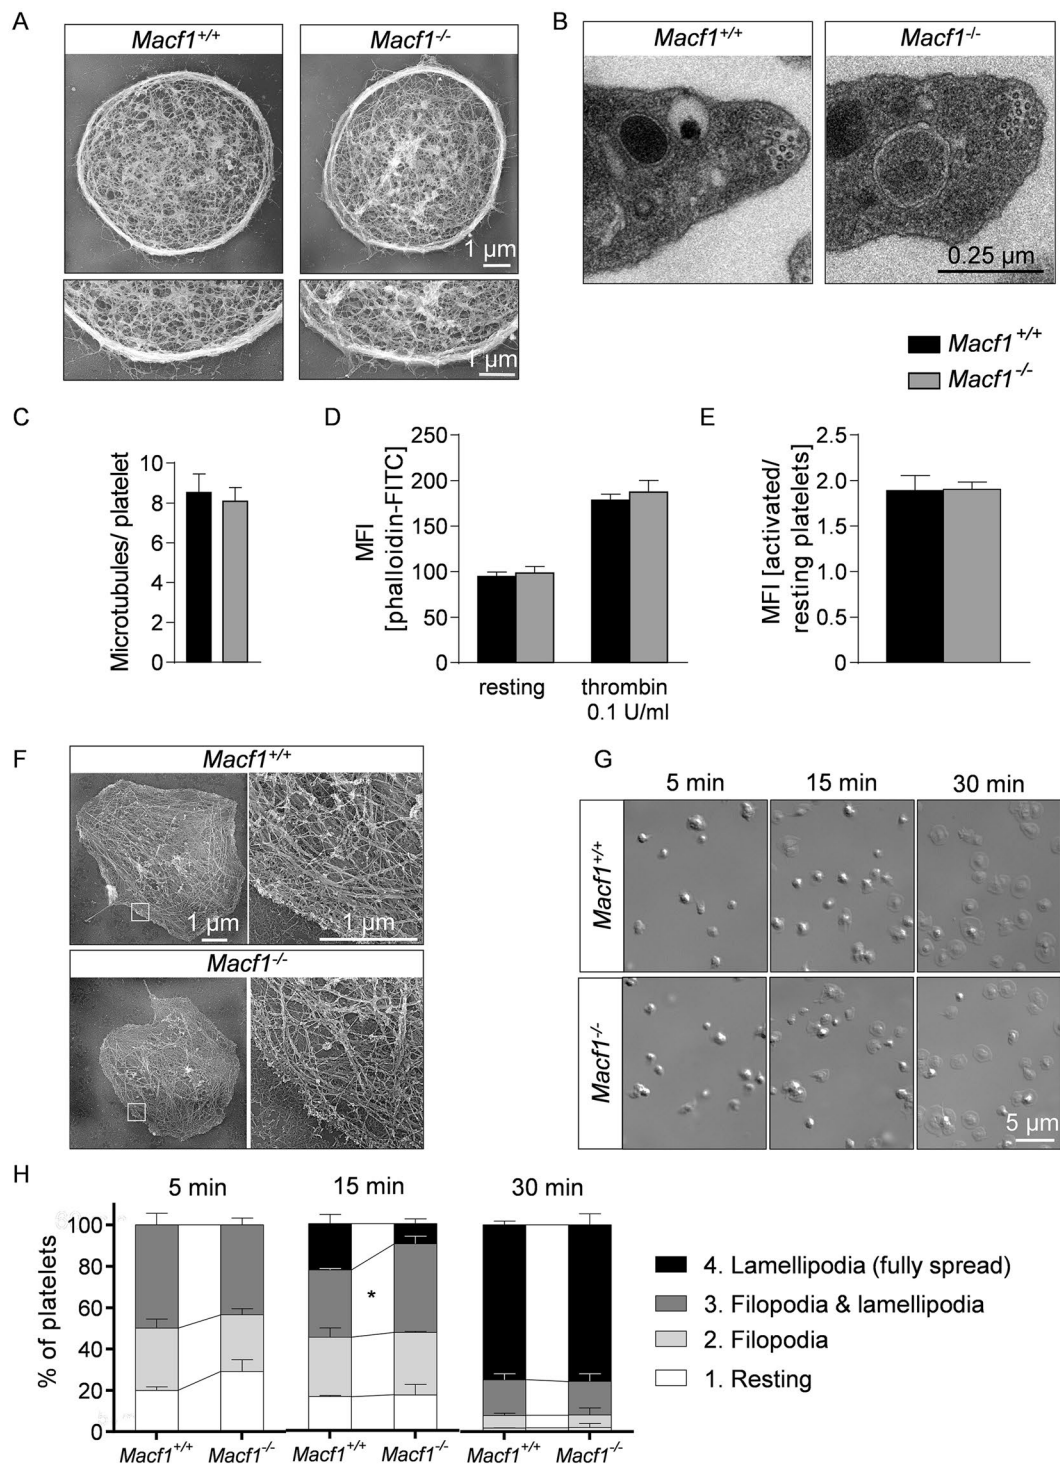 A
Macf1+/+
Macf1-/-
1 µm
1 µm
B
Macf1+/+
Macf1-/-
0.25 µm
Macf1+/+
Macf1-/-
C
Microtubules/ platelet
10
8
6
4
2
0
D
MFI
[phalloidin-FITC]
250
200
150
100
50
0
resting
thrombin
0.1 U/ml
E
MFI [activated/
resting platelets]
2.5
2.0
1.5
1.0
0.5
0
F
Macf1+/+
1 µm
1 µm
Macf1-/-
G
5 min
15 min
30 min
Macf1+/+
Macf1-/-
5 µm
H
5 min
15 min
30 min
% of platelets
100
80
60
40
20
0
*
Macf1+/+
Macf1-/-
Macf1+/+
Macf1-/-
Macf1+/+
Macf1-/-
4. Lamellipodia (fully spread)
3. Filopodia & lamellipodia
2. Filopodia
1. Resting